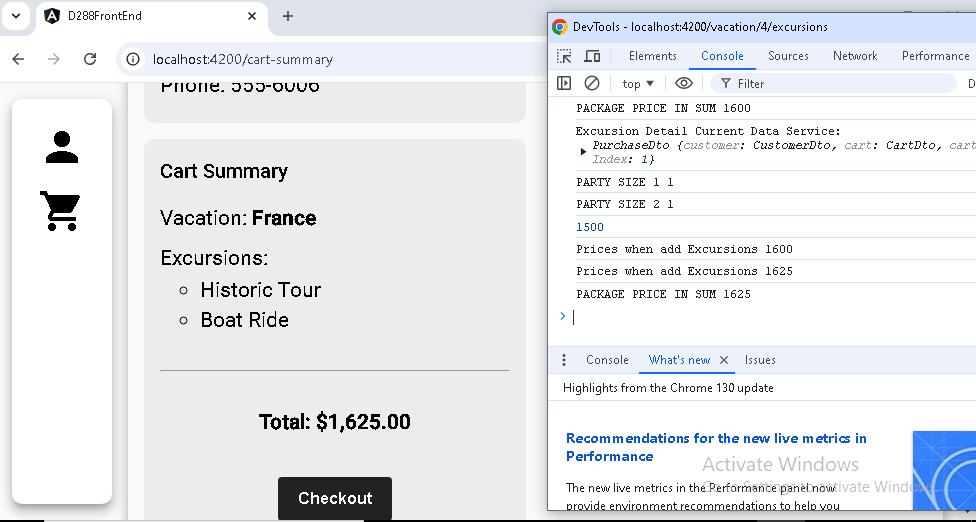 D288FrontEnd
localhost:4200/cart-summary
Phone: 555-6006
Cart Summary
Vacation: France
Excursions:
Historic Tour
Boat Ride
Total: $1,625.00
Checkout
DevTools - localhost:4200/vacation/4/excursions
Elements Console Sources Network Performance
top Filter D
PACKAGE PRICE IN SUM 1600
Excursion Detail Current Data Service:
PurchaseDto {customer: CustomerDto, cart: CartDto, cart
Index: 1}
PARTY SIZE 1 1
PARTY SIZE 2 1
1500
Prices when add Excursions 1600
Prices when add Excursions 1625
PACKAGE PRICE IN SUM 1625
Console What's new Issues
Highlights from the Chrome 130 update
Recommendations for the new live metrics in
Performance
Activate Windows
Go to Settings to activate Windows.
The new live metrics in the Performance panel now
provide environment recommendations to help you